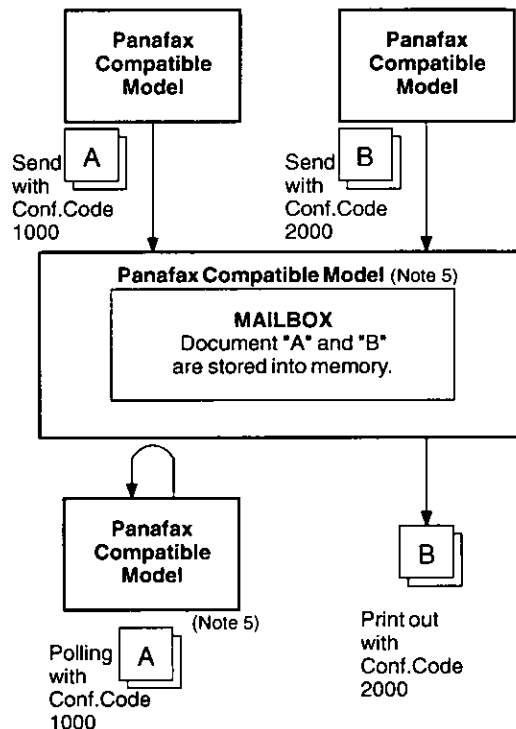 Panafax
Compatible
Model
Panafax
Compatible
Model
A
Send
with
Conf.Code
1000
B
Send
with
Conf.Code
2000
Panafax Compatible Model (Note 5)
MAILBOX
Document "A" and "B"
are stored into memory.
Panafax
Compatible
Model
(Note 5)
A
Polling
with
Conf.Code
1000
B
Print out
with
Conf.Code
2000